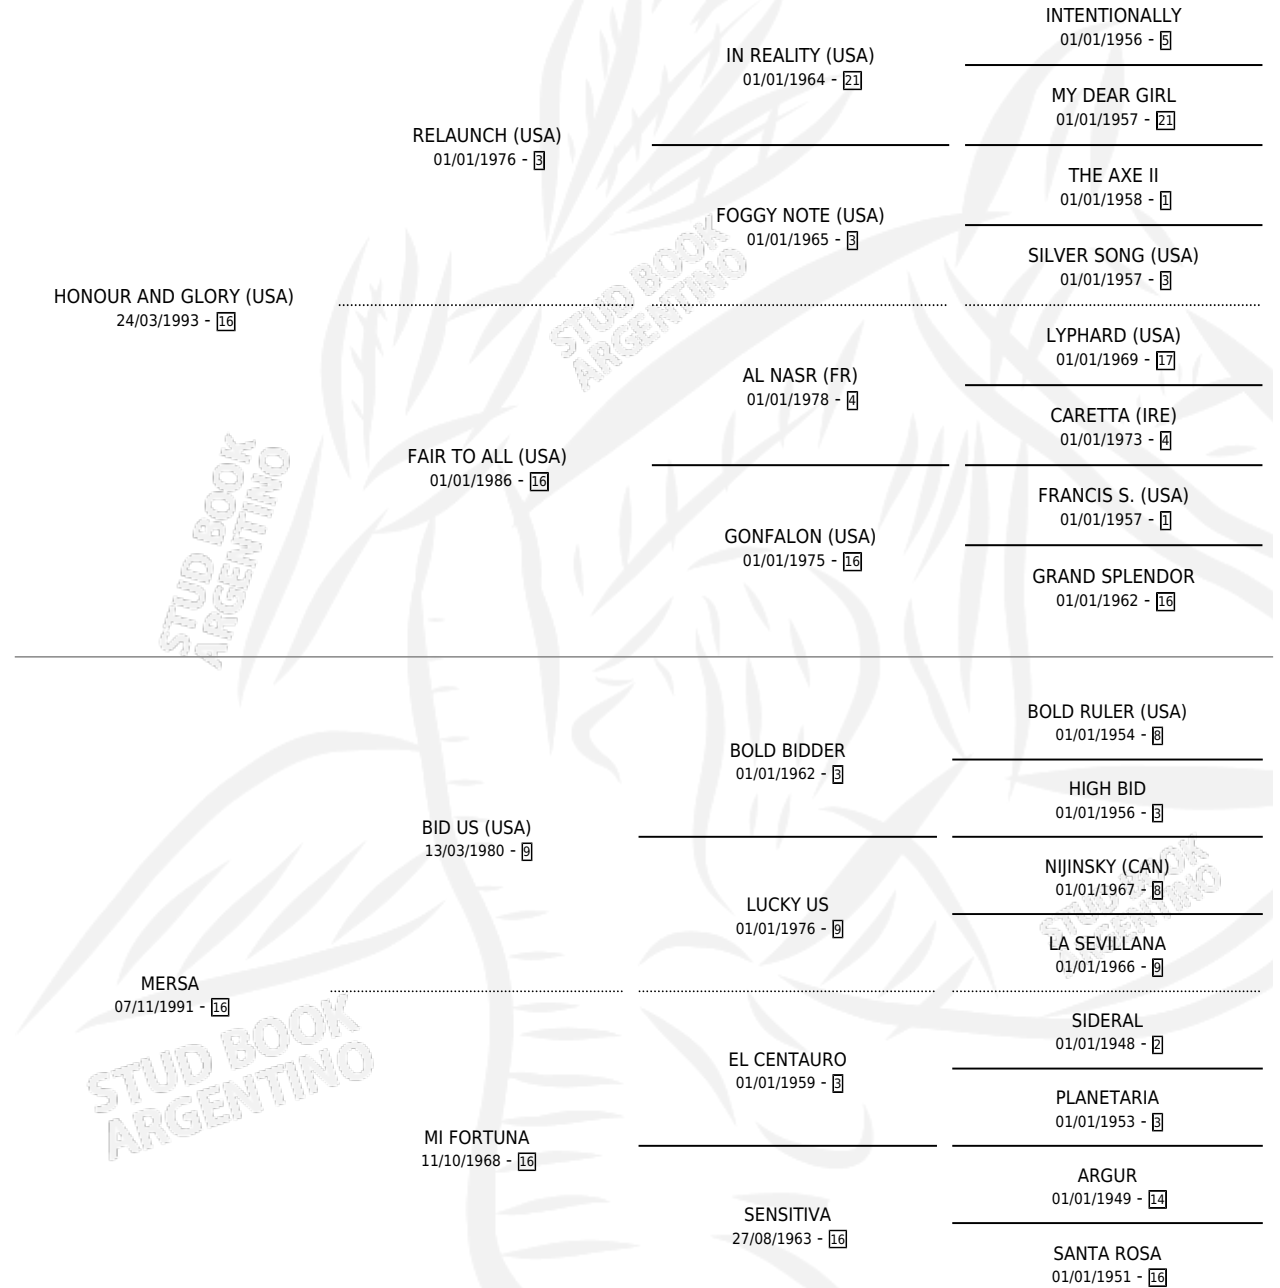 INTENTIONALLY
01/01/1956 - 5
IN REALITY (USA)
01/01/1964 - 21
MY DEAR GIRL
01/01/1957 - 21
RELAUNCH (USA)
01/01/1976 - 3
THE AXE II
01/01/1958 - 1
FOGGY NOTE (USA)
01/01/1965 - 3
SILVER SONG (USA)
01/01/1957 - 3
HONOUR AND GLORY (USA)
24/03/1993 - 16
LYPHARD (USA)
01/01/1969 - 17
AL NASR (FR)
01/01/1978 - 4
CARETTA (IRE)
01/01/1973 - 4
FAIR TO ALL (USA)
01/01/1986 - 16
FRANCIS S. (USA)
01/01/1957 - 1
GONFALON (USA)
01/01/1975 - 16
GRAND SPLENDOR
01/01/1962 - 16
BOLD RULER (USA)
01/01/1954 - 8
BOLD BIDDER
01/01/1962 - 3
HIGH BID
01/01/1956 - 3
BID US (USA)
13/03/1980 - 9
NIJINSKY (CAN)
01/01/1967 - 8
LUCKY US
01/01/1976 - 9
LA SEVILLANA
01/01/1966 - 9
MERSA
07/11/1991 - 16
SIDERAL
01/01/1948 - 2
EL CENTAURO
01/01/1959 - 3
PLANETARIA
01/01/1953 - 3
MI FORTUNA
11/10/1968 - 16
ARGUR
01/01/1949 - 14
SENSITIVA
27/08/1963 - 16
SANTA ROSA
01/01/1951 - 16
STUD BOOK
ARGENTINO
STUD BOOK
ARGENTINO
STUD BOOK
ARGENTINO
STUD BOOK
ARGENTINO